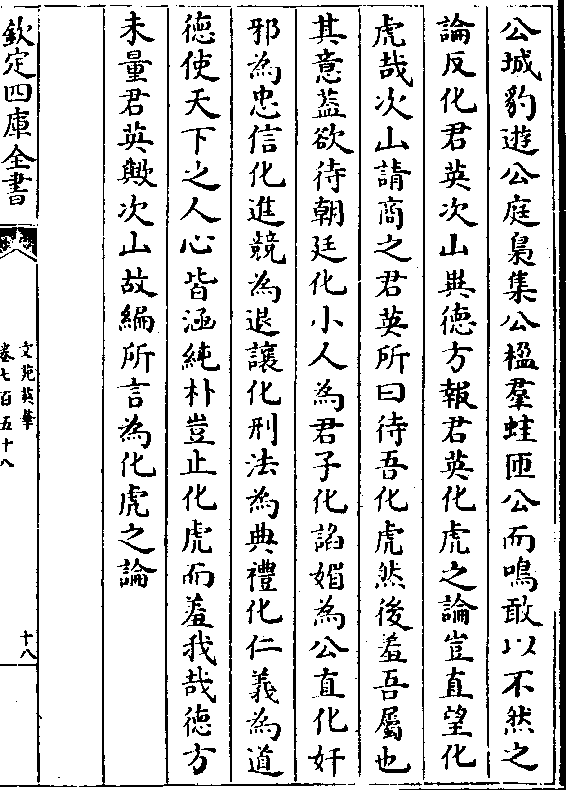 公城豹遊公庭梟集公楹羣蛙匝公而鳴敢以不然之
論反化君英次山與德方報君英化虎之論豈直望化
虎哉次山請商之君英所曰待吾化虎然後羞吾屬也
其意蓋欲待朝廷化小人為君子化諂媚為公直化奸
邪為忠信化進競為退讓化刑法為典禮化仁義為道
德使天下之人心皆涵純朴豈止化虎而羞我哉德方
未量君英歟次山故編所言為化虎之論
欽定四庫全書
文苑英華
卷七百五十八
十八